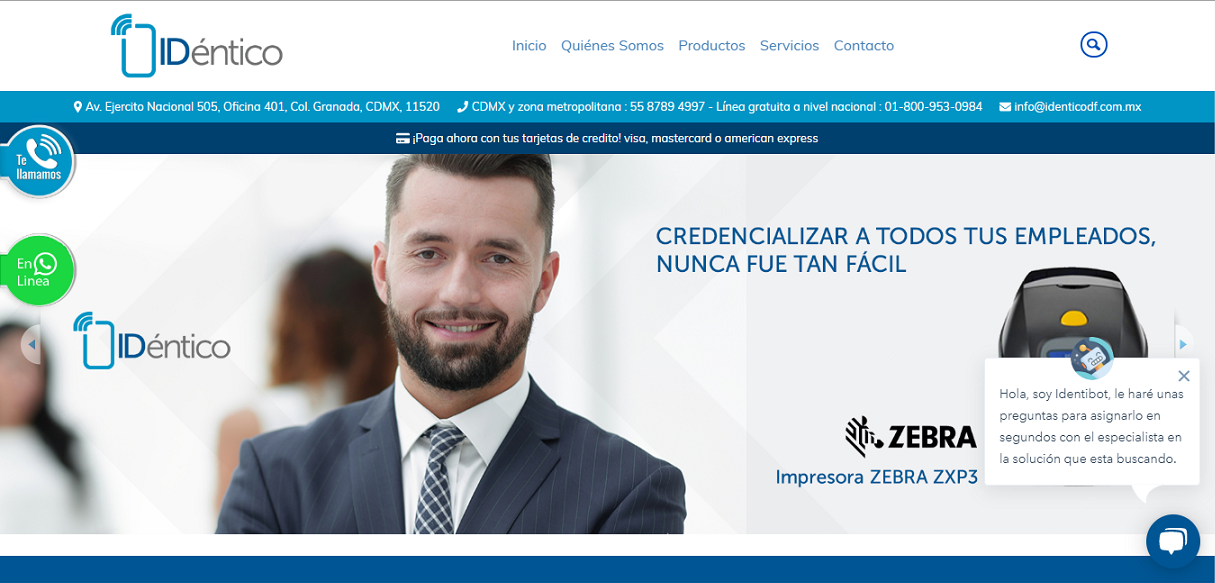 IDéntico
Inicio Quiénes Somos Productos Servicios Contacto
Av. Ejercito Nacional 505, Oficina 401, Col. Granada, CDMX, 11520 CDMX y zona metropolitana : 55 8789 4997 - Línea gratuita a nivel nacional : 01-800-953-0984 info@identicodf.com.mx
¡Paga ahora con tus tarjetas de credito! visa, mastercard o american express
Te
llamamos
CREDENCIALIZAR A TODOS TUS EMPLEADOS,
NUNCA FUE TAN FÁCIL
En
Linea
IDéntico
ZEBRA
Impresora ZEBRA ZXP3
Hola, soy Identibot, le haré unas
preguntas para asignarlo en
segundos con el especialista en
la solución que esta buscando.